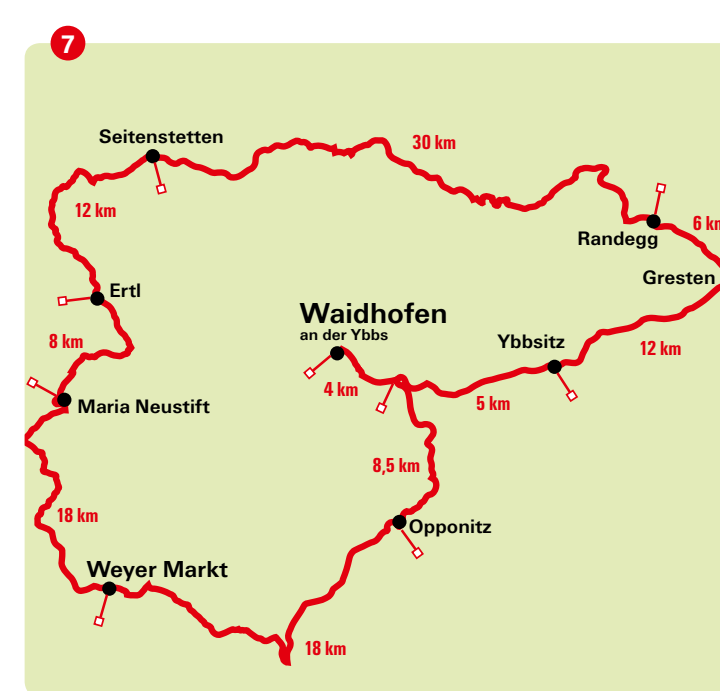 7
Seitenstetten
30 km
12 km
Randegg
6 km
Gresten
Ertl
Waidhofen
an der Ybbs
8 km
Ybbsitz
12 km
4 km
5 km
Maria Neustift
8,5 km
18 km
Opponitz
Weyer Markt
18 km